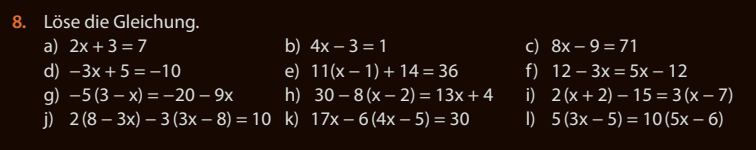 8. Löse die Gleichung.
a) 2x + 3 = 7 b) 4x – 3 = 1 c) 8x – 9 = 71
d) –3x + 5 = –10 e) 11(x – 1) + 14 = 36 f) 12 – 3x = 5x – 12
g) –5(3 – x) = –20 – 9x h) 30 – 8(x – 2) = 13x + 4 i) 2(x + 2) – 15 = 3(x – 7)
j) 2(8 – 3x) – 3(3x – 8) = 10 k) 17x – 6(4x – 5) = 30 l) 5(3x – 5) = 10(5x – 6)